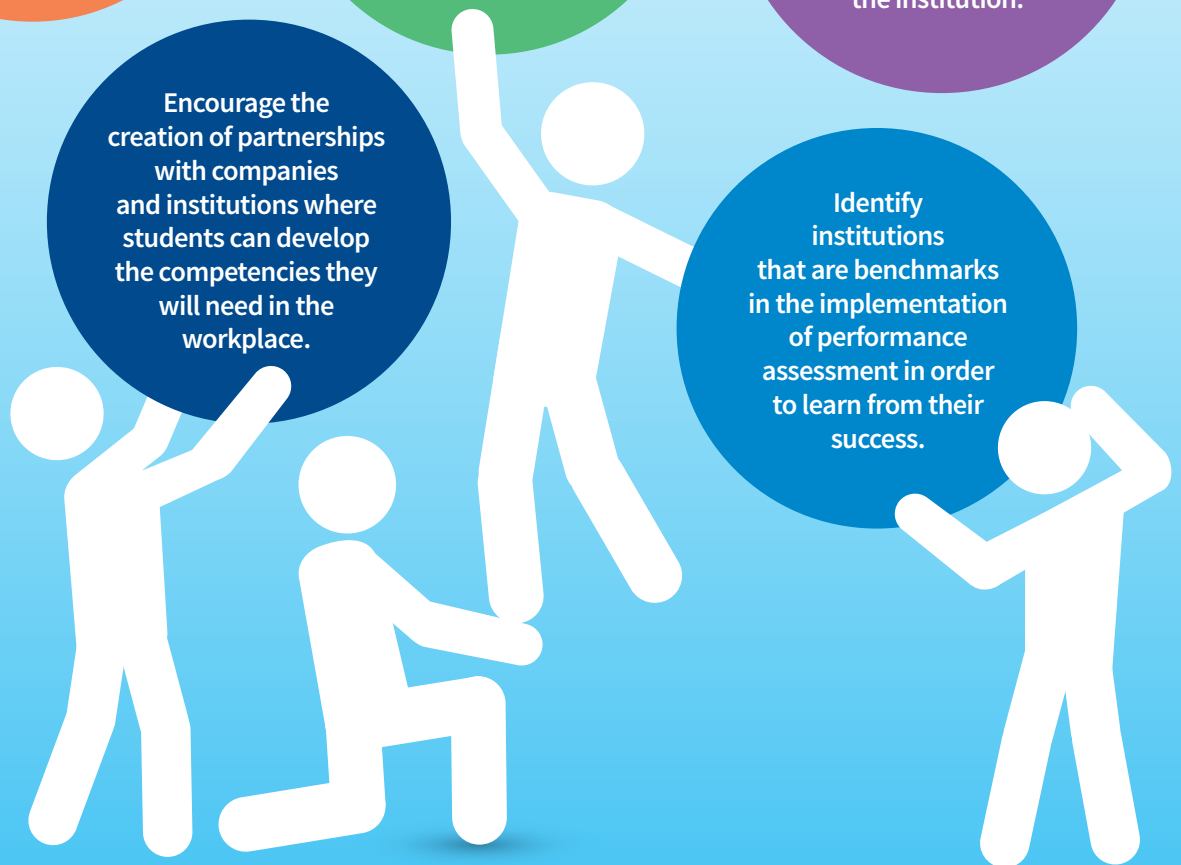 the institution.
Encourage the
creation of partnerships
with companies
and institutions where
students can develop
the competencies they
will need in the
workplace.
Identify
institutions
that are benchmarks
in the implementation
of performance
assessment in order
to learn from their
success.